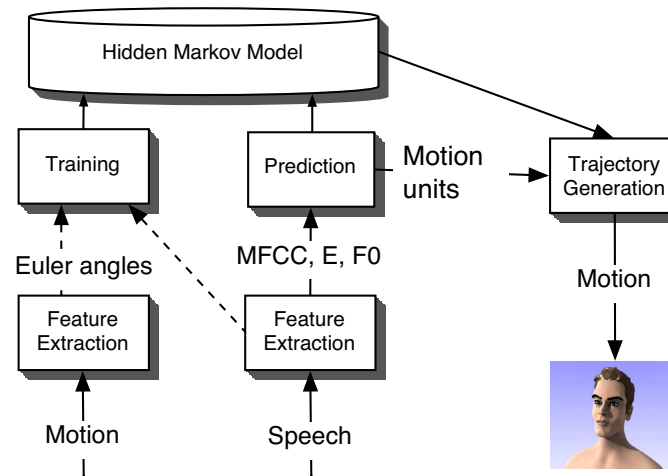 Hidden Markov Model
Training
Prediction
Motion
units
Trajectory
Generation
Euler angles
MFCC, E, F0
Motion
Feature
Extraction
Feature
Extraction
Motion
Speech